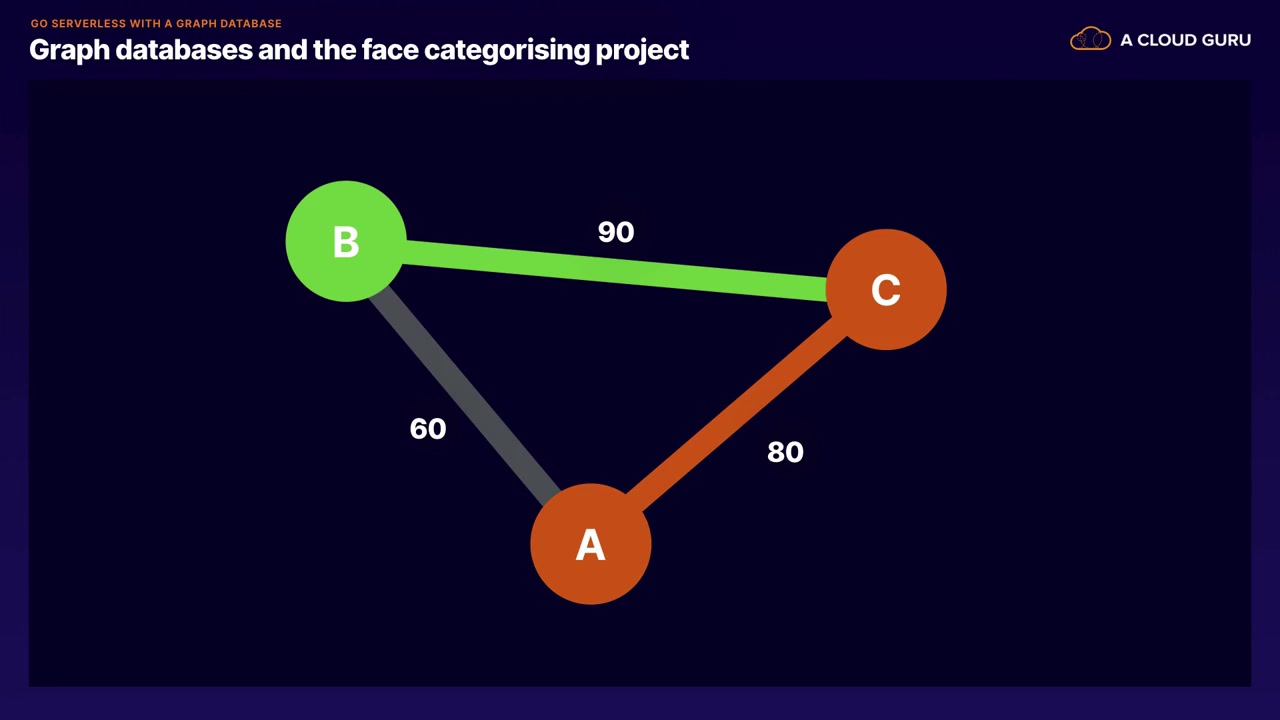 GO SERVERLESS WITH A GRAPH DATABASE
Graph databases and the face categorising project
A CLOUD GURU
B
90
C
60
80
A